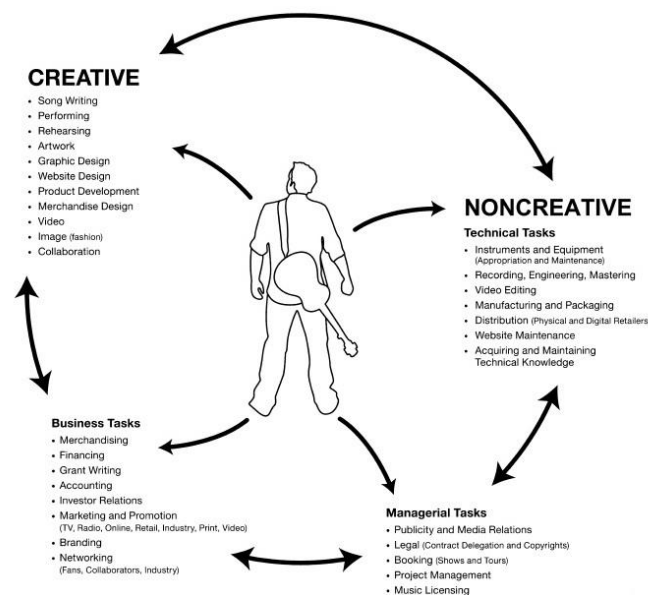 CREATIVE
• Song Writing
• Performing
• Rehearsing
• Artwork
• Graphic Design
• Website Design
• Product Development
• Merchandise Design
• Video
• Image (fashion)
• Collaboration
NONCREATIVE
Technical Tasks
• Instruments and Equipment
(Appropriation and Maintenance)
• Recording, Engineering, Mastering
• Video Editing
• Manufacturing and Packaging
• Distribution (Physical and Digital Retailers
• Website Maintenance
• Acquiring and Maintaining
Technical Knowledge
Business Tasks
• Merchandising
• Financing
• Grant Writing
• Accounting
• Investor Relations
• Marketing and Promotion
(TV, Radio, Online, Retail, Industry, Print, Video)
• Branding
• Networking
(Fans, Collaborators, Industry)
Managerial Tasks
• Publicity and Media Relations
• Legal (Contract Delegation and Copyrights)
• Booking (Shows and Tours)
• Project Management
• Music Licensing